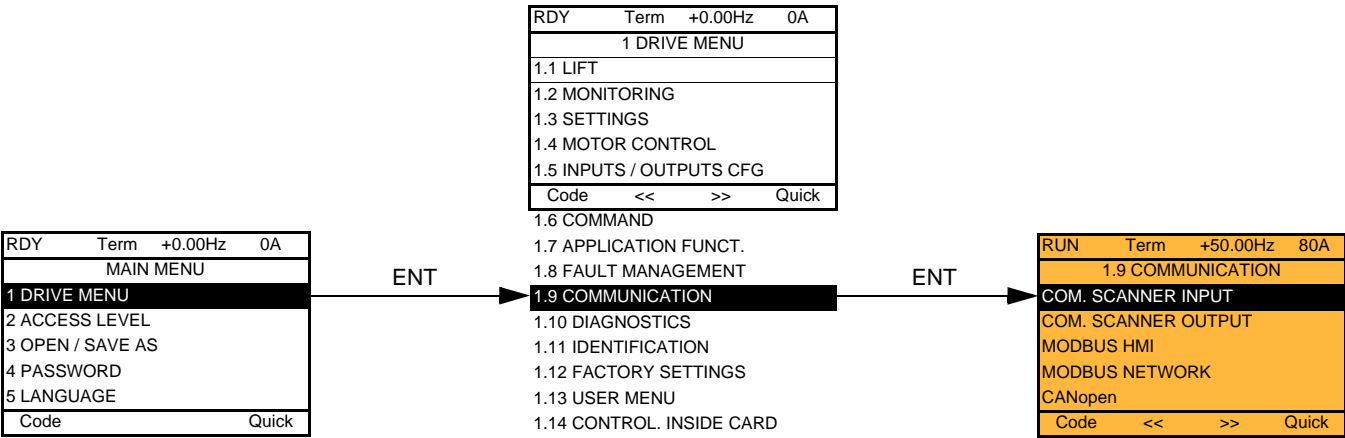 RDY Term +0.00Hz 0A
MAIN MENU
1 DRIVE MENU
2 ACCESS LEVEL
3 OPEN / SAVE AS
4 PASSWORD
5 LANGUAGE
Code Quick
ENT
RDY Term +0.00Hz 0A
1 DRIVE MENU
1.1 LIFT
1.2 MONITORING
1.3 SETTINGS
1.4 MOTOR CONTROL
1.5 INPUTS / OUTPUTS CFG
Code << >> Quick
1.6 COMMAND
1.7 APPLICATION FUNCT.
1.8 FAULT MANAGEMENT
1.9 COMMUNICATION
1.10 DIAGNOSTICS
1.11 IDENTIFICATION
1.12 FACTORY SETTINGS
1.13 USER MENU
1.14 CONTROL. INSIDE CARD
ENT
RUN Term +50.00Hz 80A
1.9 COMMUNICATION
COM. SCANNER INPUT
COM. SCANNER OUTPUT
MODBUS HMI
MODBUS NETWORK
CANopen
Code << >> Quick